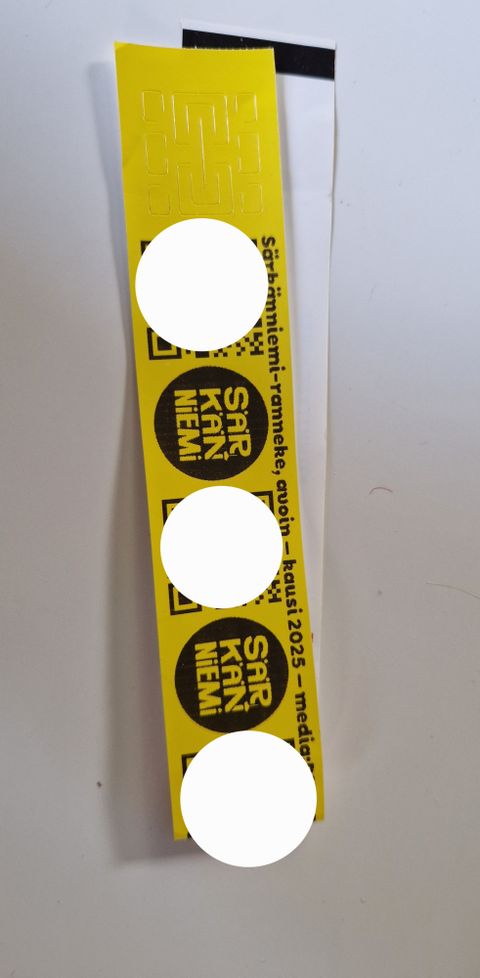 Särkänniemi-ranneke, avoin – kausi 2025 – media
SÄR
KÄN
NiEMi
SÄR
KÄN
NiEMi